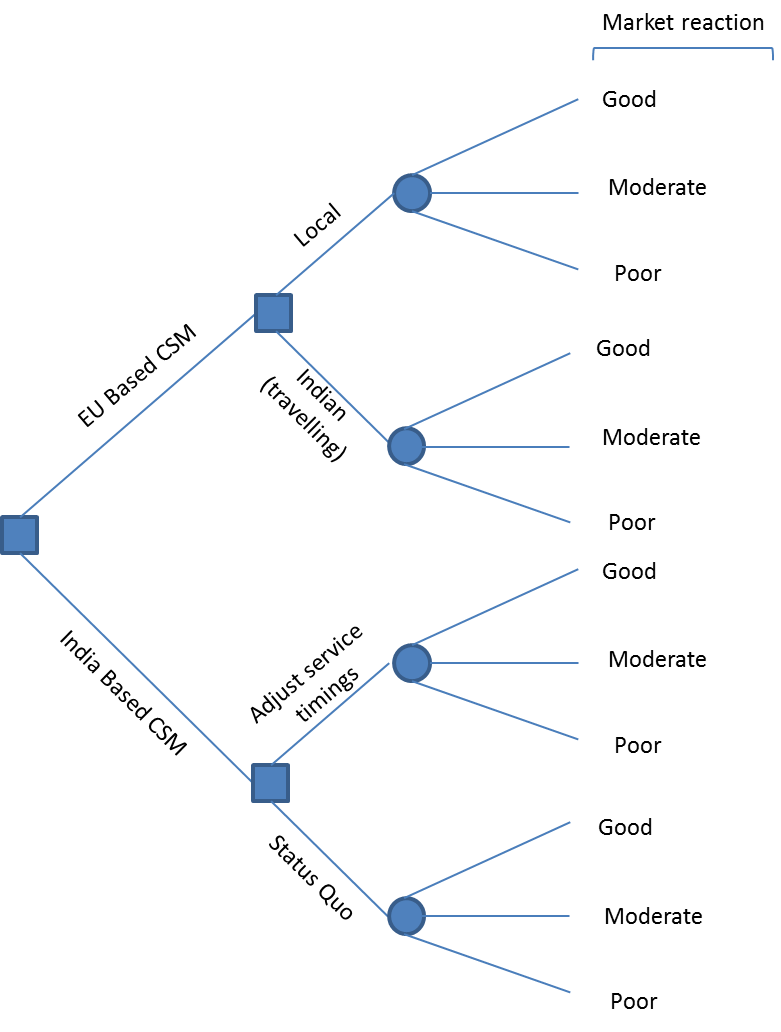 Market reaction
Good
Moderate
Poor
Local
EU Based CSM
Indian
(travelling)
Good
Moderate
Poor
India Based CSM
Adjust service
timings
Good
Moderate
Poor
Status Quo
Good
Moderate
Poor